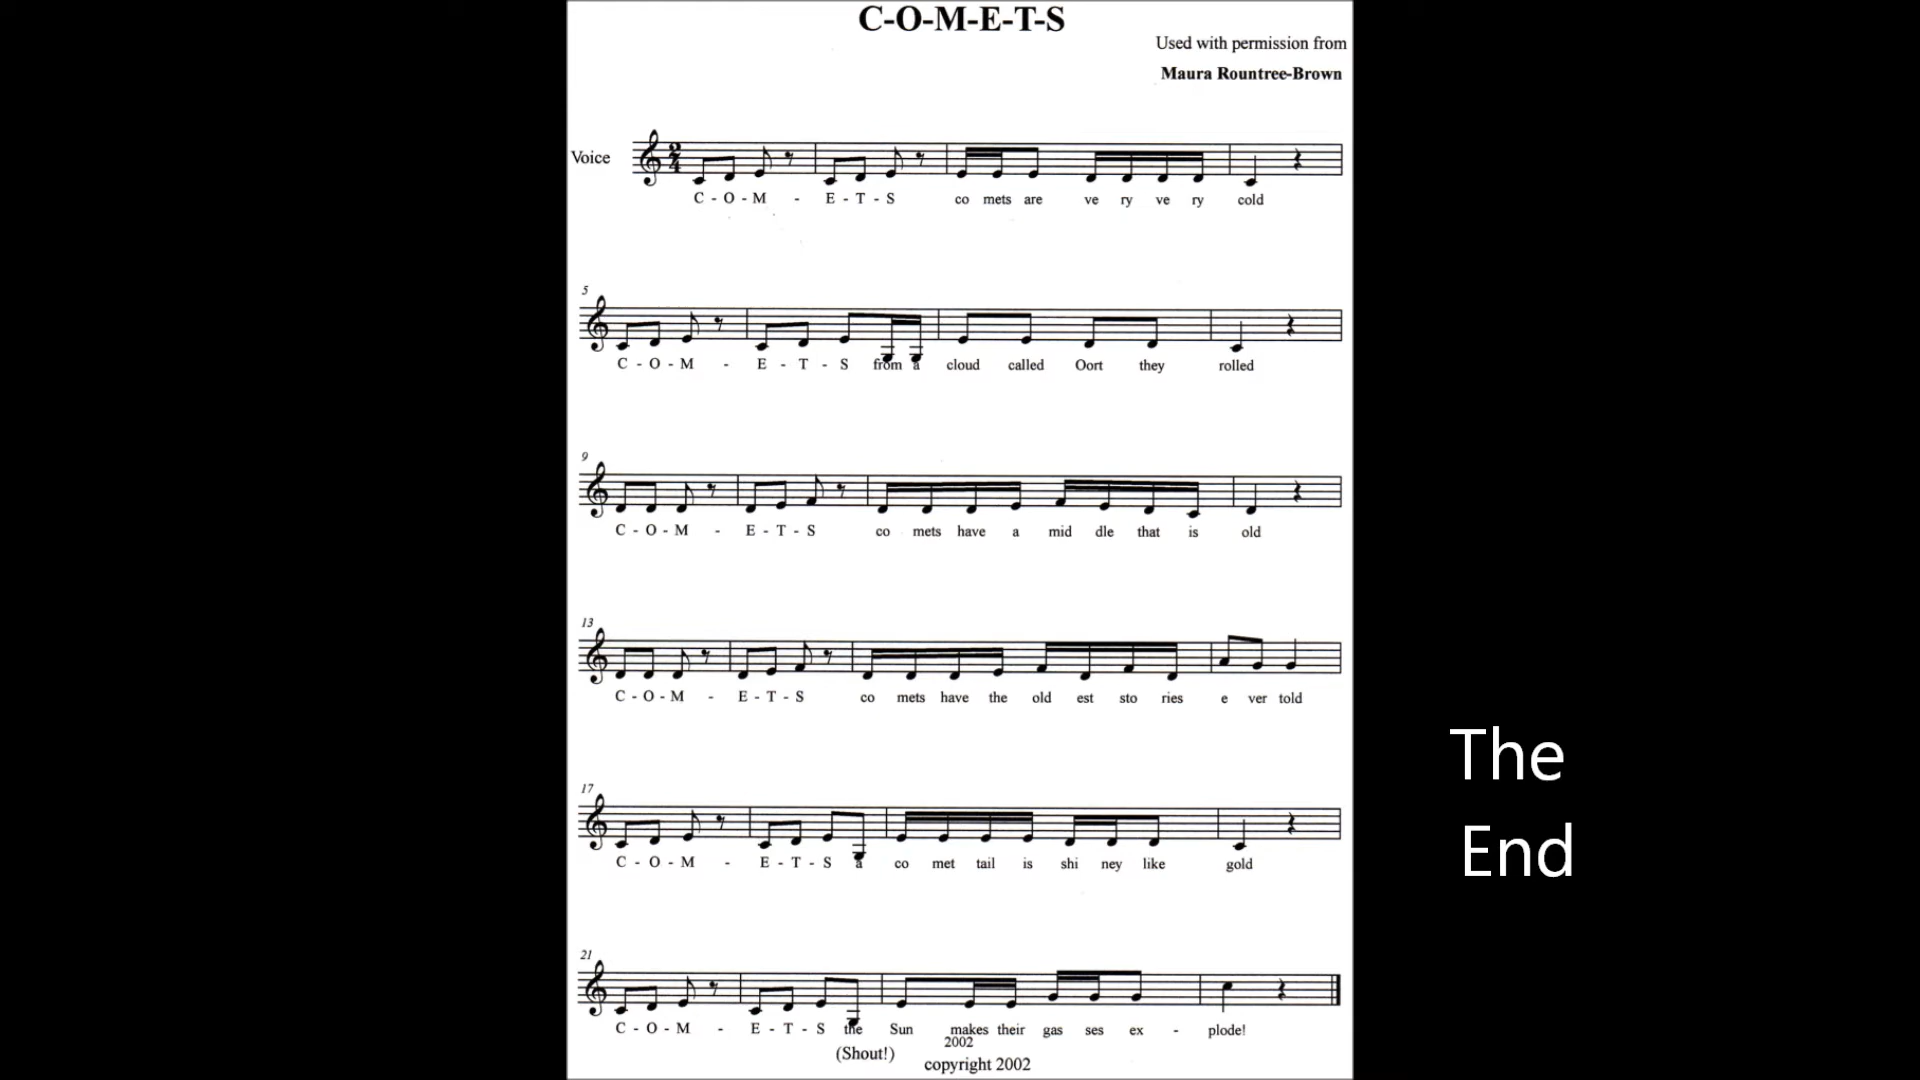 C-O-M-E-T-S
Used with permission from
Maura Rountree-Brown
Voice
2
4
C - O - M - E - T - S co mets are ve ry ve ry cold
5
C - O - M - E - T - S from a cloud called Oort they rolled
9
C - O - M - E - T - S co mets have a mid dle that is old
13
C - O - M - E - T - S co mets have the old est sto ries e ver told
17
C - O - M - E - T - S a co met tail is shi ney like gold
21
C - O - M - E - T - S the Sun makes their gas ses ex - plode!
(Shout!)
2002
copyright 2002
The
End